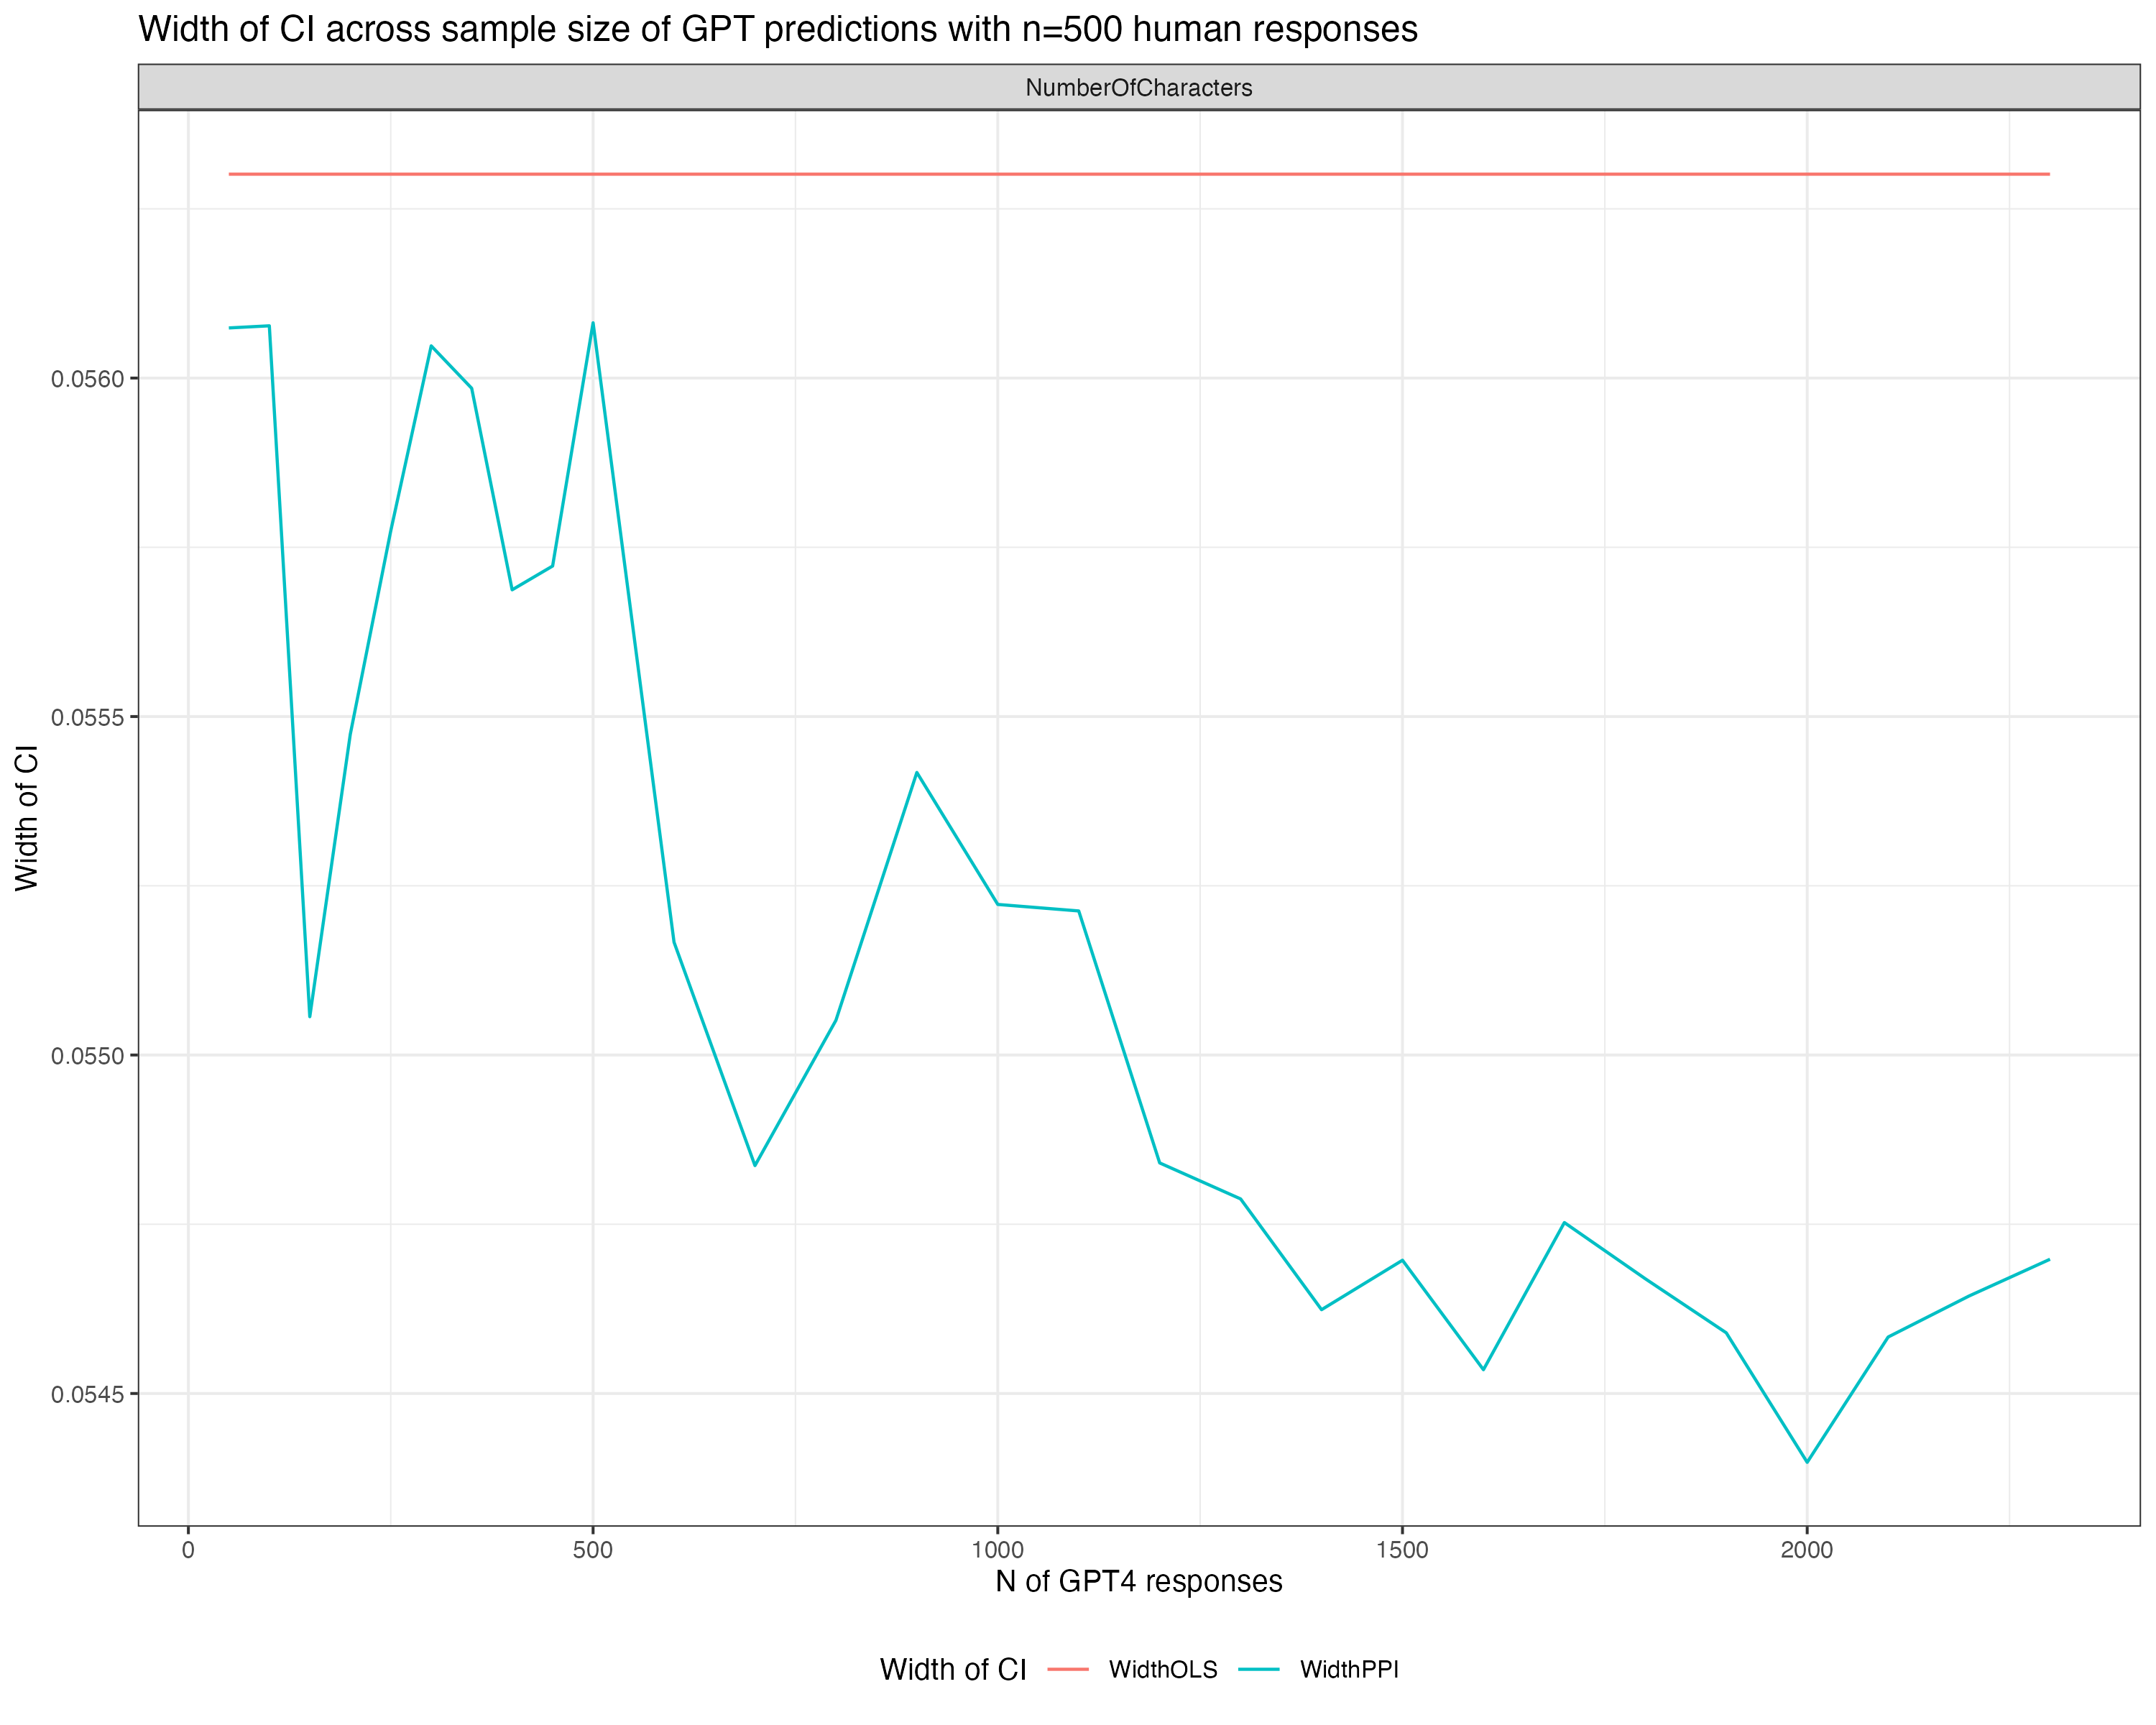 Width of CI across sample size of GPT predictions with n=500 human responses
NumberOfCharacters
Width of CI
0.0560
0.0555
0.0550
0.0545
0 500 1000 1500 2000
N of GPT4 responses
Width of CI WidthOLS WidthPPI